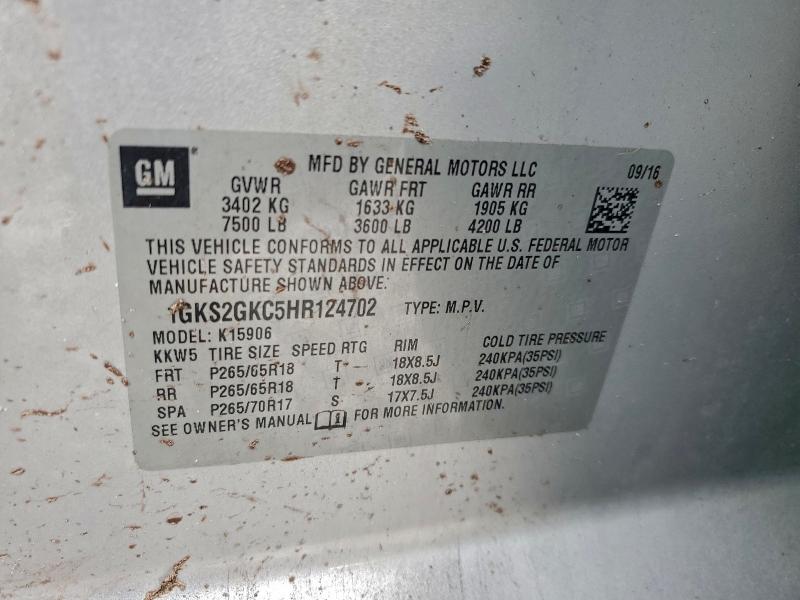 GM ®
MFD BY GENERAL MOTORS LLC 09/16
GVWR GAWR FRT GAWR RR
3402 KG 1633 KG 1905 KG
7500 LB 3600 LB 4200 LB
THIS VEHICLE CONFORMS TO ALL APPLICABLE U.S. FEDERAL MOTOR
VEHICLE SAFETY STANDARDS IN EFFECT ON THE DATE OF
MANUFACTURE SHOWN ABOVE.
1GKS2GKC5HR124702 TYPE: M.P.V.
MODEL: K15906
KKW5 TIRE SIZE SPEED RTG RIM COLD TIRE PRESSURE
FRT P265/65R18 T 18X8.5J 240KPA(35PSI)
RR P265/65R18 T 18X8.5J 240KPA(35PSI)
SPA P265/70R17 S 17X7.5J 240KPA(35PSI)
SEE OWNER'S MANUAL i FOR MORE INFORMATION.